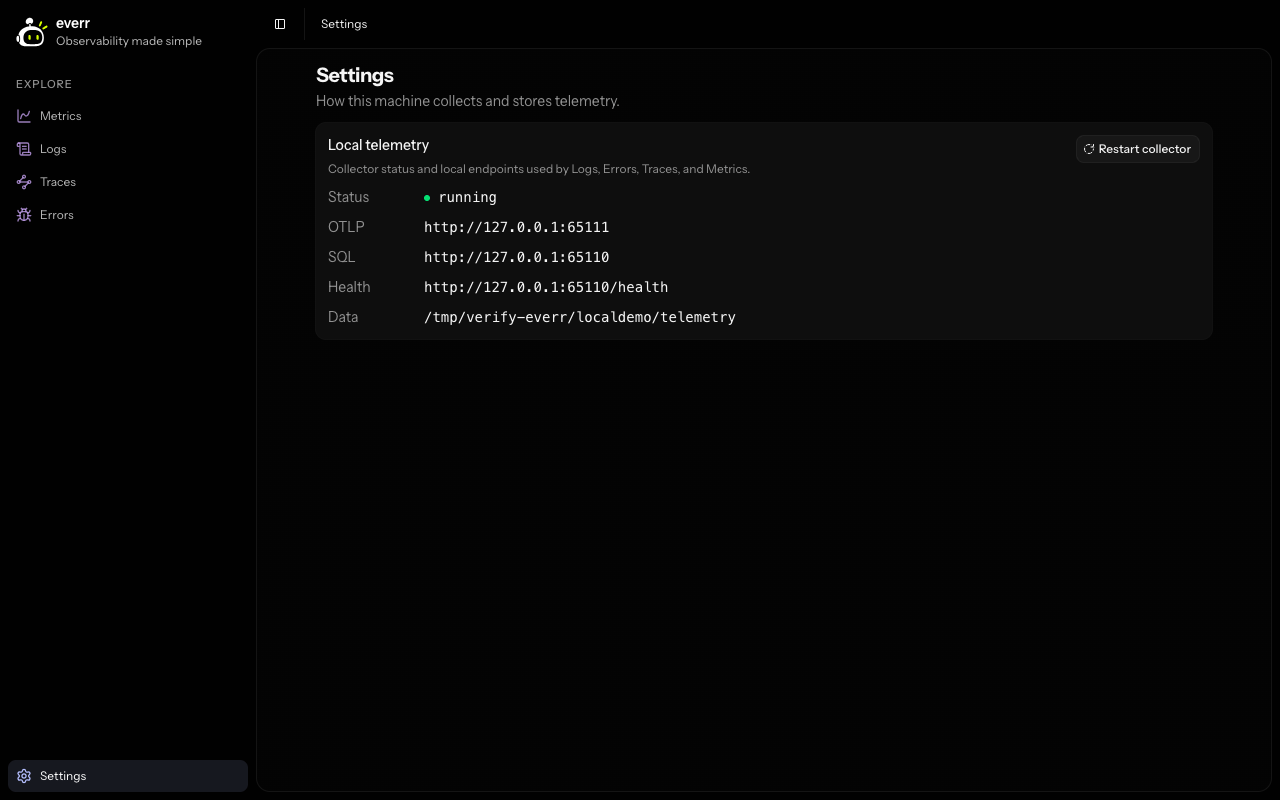 everr
Observability made simple
EXPLORE
Metrics
Logs
Traces
Errors
Settings
Settings
Settings
How this machine collects and stores telemetry.
Local telemetry
Restart collector
Collector status and local endpoints used by Logs, Errors, Traces, and Metrics.
Status running
OTLP http://127.0.0.1:65111
SQL http://127.0.0.1:65110
Health http://127.0.0.1:65110/health
Data /tmp/verify-everr/localdemo/telemetry